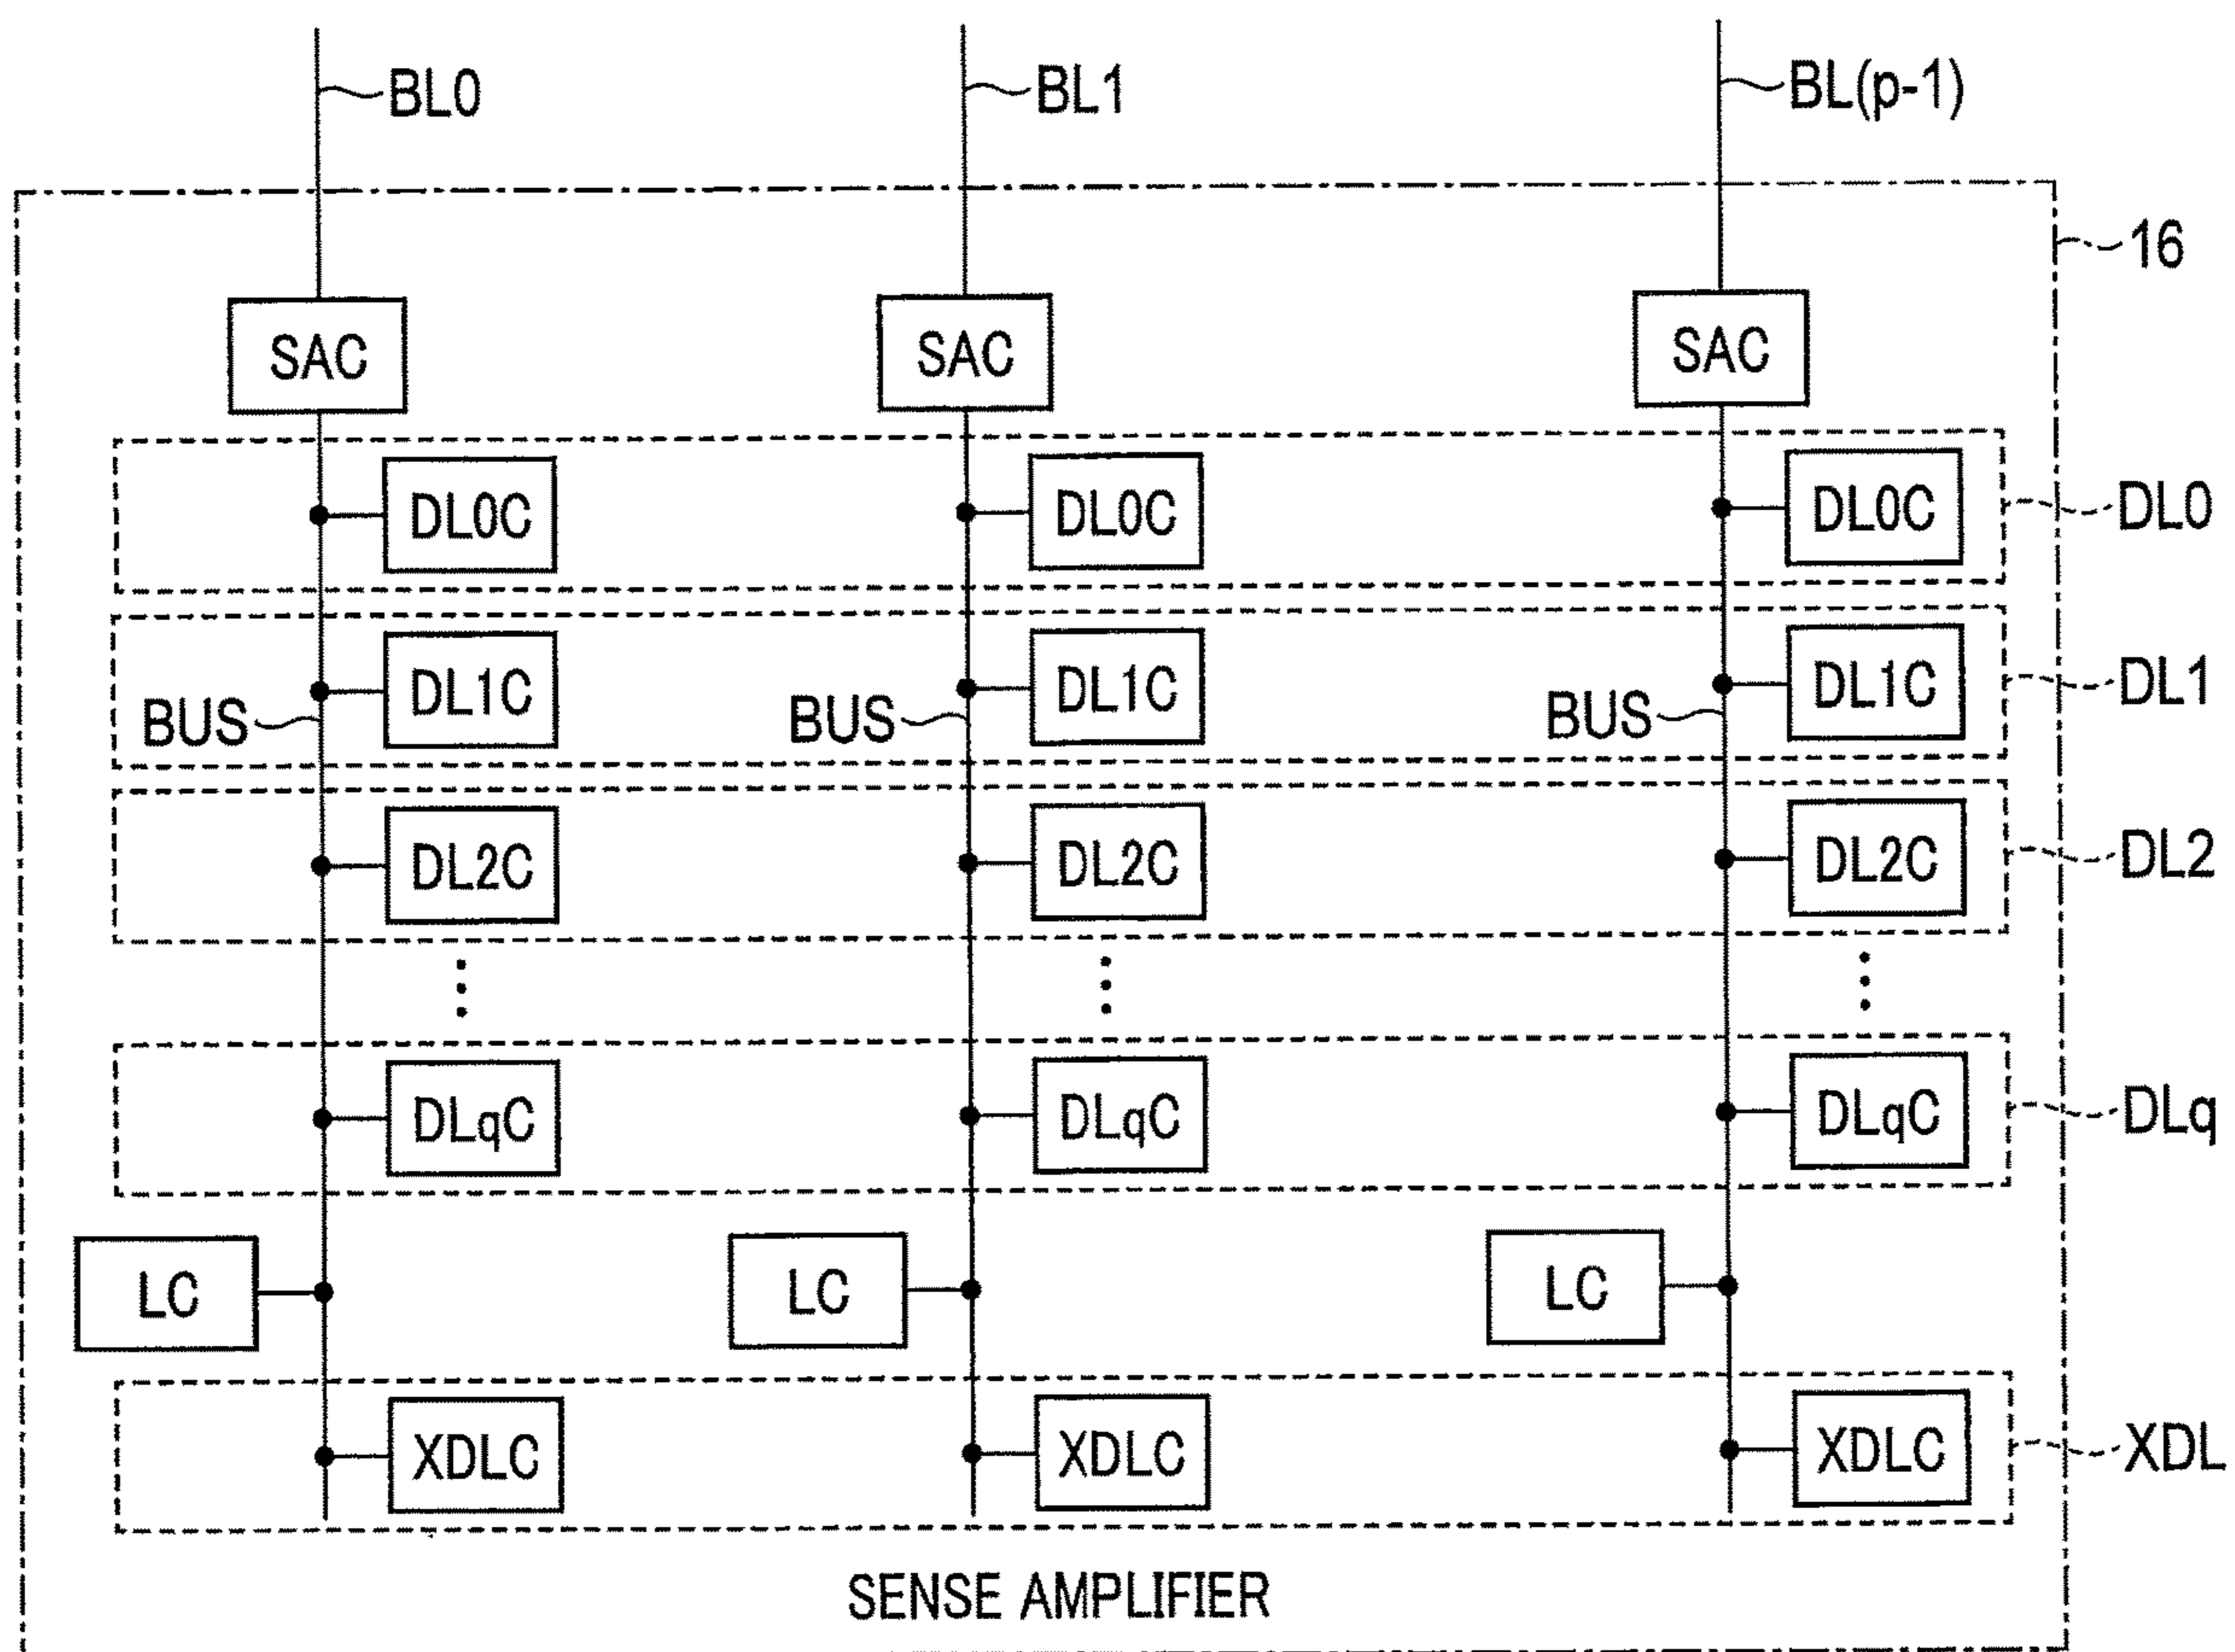 BL0
BL1
BL(p-1)
16
SAC
SAC
SAC
DL0C
DL0C
DL0C
DL0
BUS
DL1C
BUS
DL1C
BUS
DL1C
DL1
DL2C
DL2C
DL2C
DL2
DLqC
DLqC
DLqC
DLq
LC
LC
LC
XDLC
XDLC
XDLC
XDL
SENSE AMPLIFIER